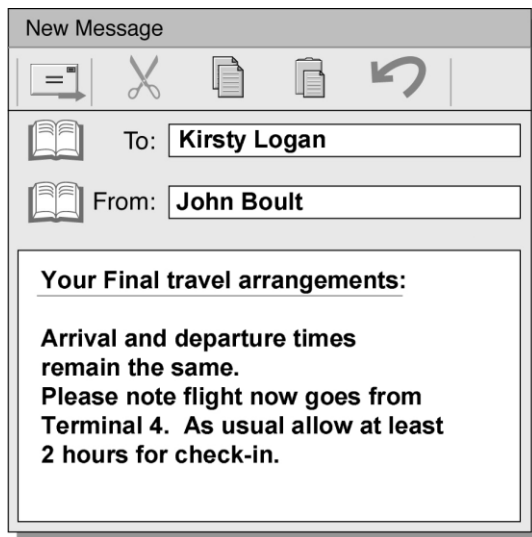 New Message
To: Kirsty Logan
From: John Boult
Your Final travel arrangements:
Arrival and departure times
remain the same.
Please note flight now goes from
Terminal 4. As usual allow at least
2 hours for check-in.